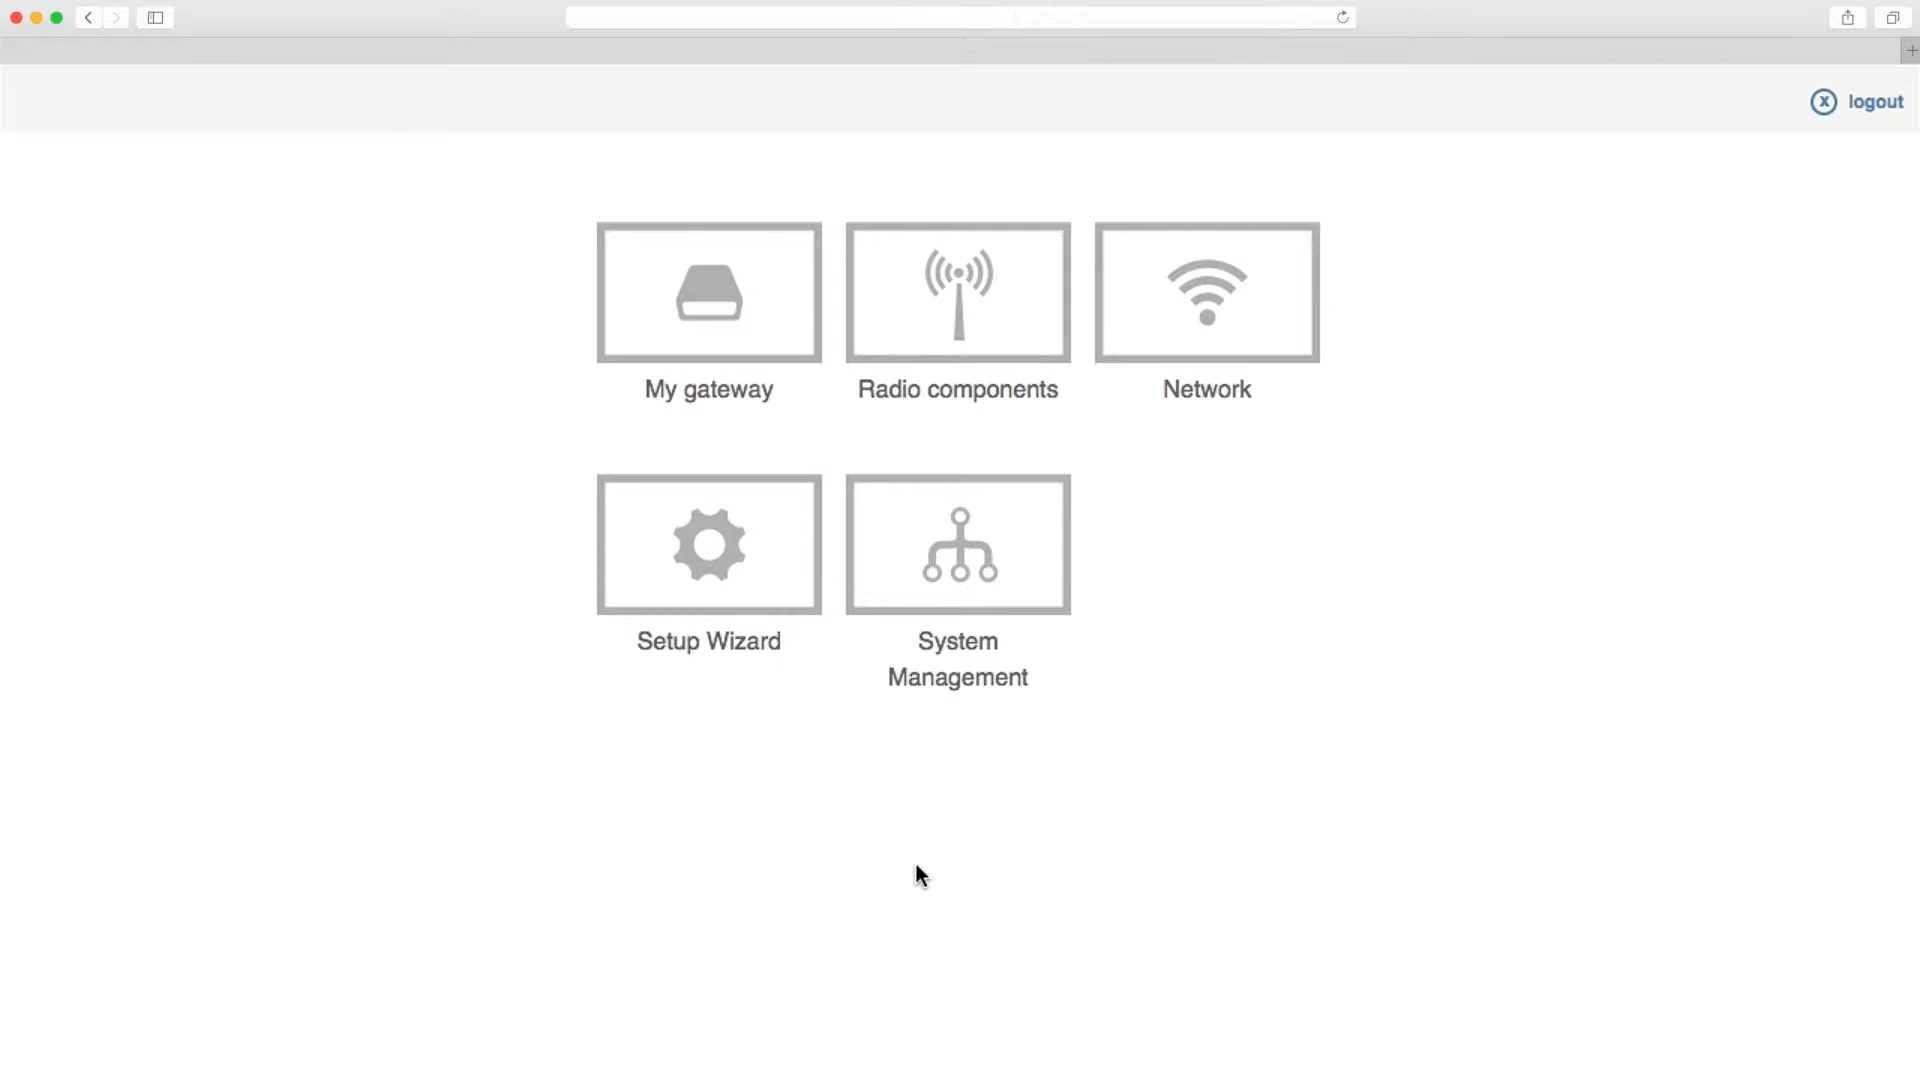 logout
My gateway
Radio components
Network
Setup Wizard
System
Management